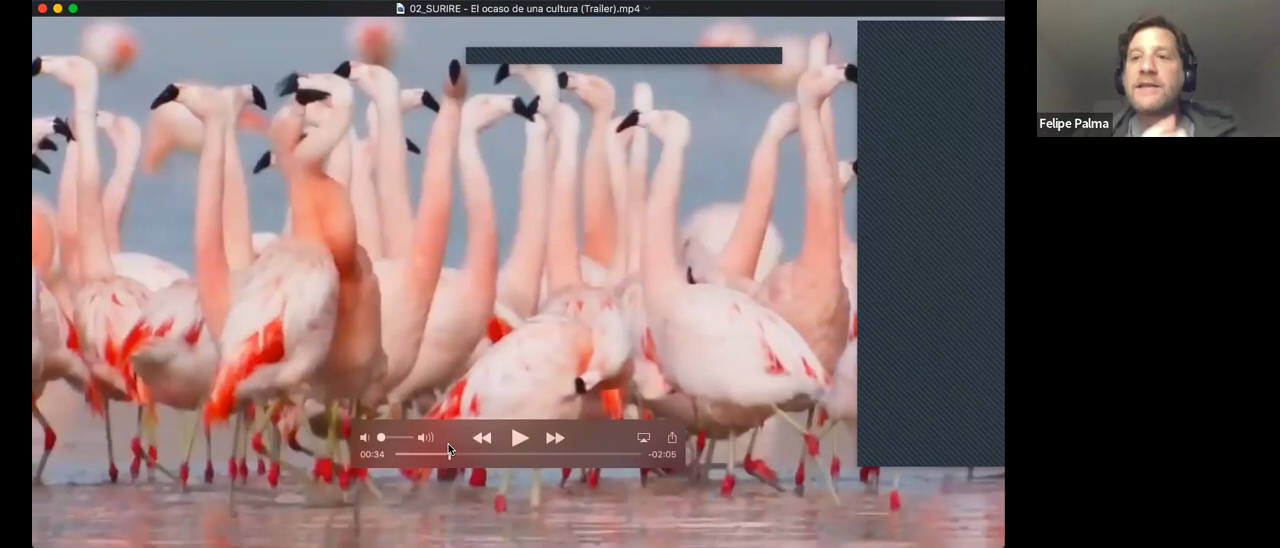 02_SURIRE - El ocaso de una cultura (Trailer).mp4
Felipe Palma
00:34
-02:05